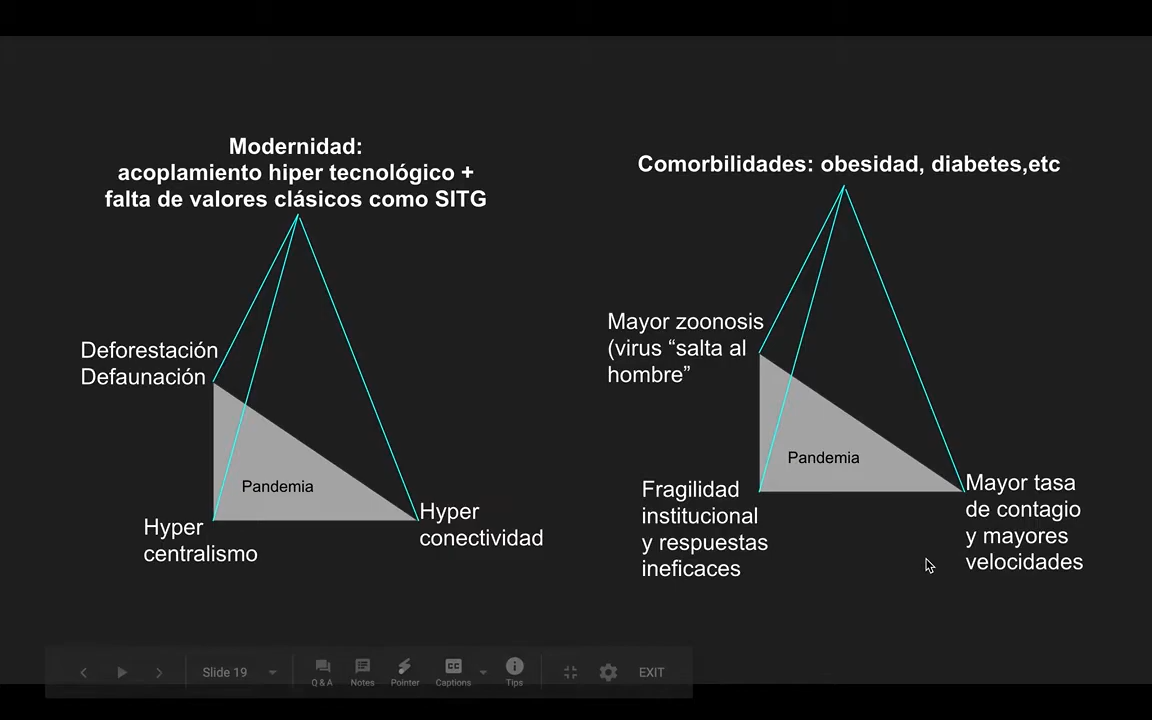 Modernidad:
acoplamiento hiper tecnológico +
falta de valores clásicos como SITG
Deforestación
Defaunación
Pandemia
Hyper
centralismo
Hyper
conectividad
Comorbilidades: obesidad, diabetes,etc
Mayor zoonosis
(virus “salta al
hombre”
Pandemia
Fragilidad
institucional
y respuestas
ineficaces
Mayor tasa
de contagio
y mayores
velocidades
Slide 19
Q & A
Notes
Pointer
CC
Captions
Tips
EXIT